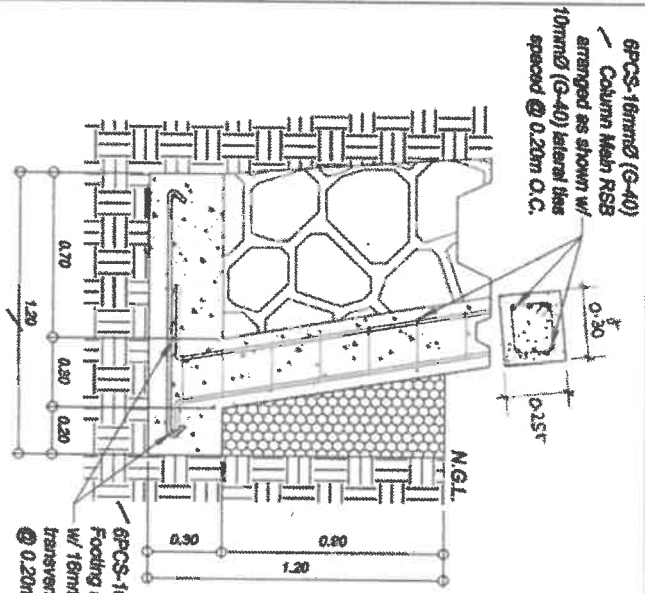 6PCS-16mmØ (G-40)
Column Main RSB
arranged as shown w/
10mmØ (G-40) lateral ties
spaced @ 0.20m O.C.
0.30
0.25
N.G.L.
0.70
0.30
0.20
1.20
0.30
0.90
1.20
6PCS-16
Footing
w/ 16mm
transver
@ 0.20m